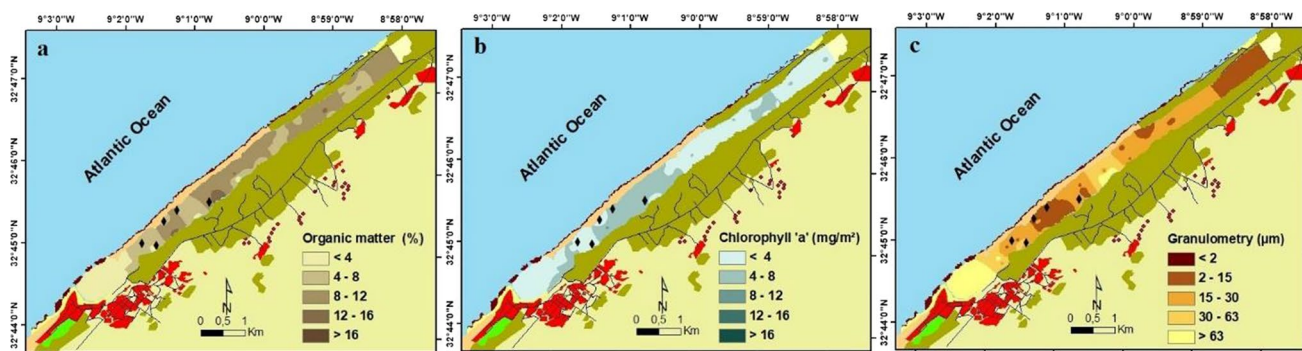 9°3'0"W 9°2'0"W 9°1'0"W 9°0'0"W 8°59'0"W 8°58'0"W
a
32°47'0"N
32°46'0"N
32°45'0"N
32°44'0"N
Atlantic Ocean
Organic matter (%)
< 4
4 - 8
8 - 12
12 - 16
> 16
N
0 0,5 1
Km
9°3'0"W 9°2'0"W 9°1'0"W 9°0'0"W 8°59'0"W 8°58'0"W
b
32°47'0"N
32°46'0"N
32°45'0"N
32°44'0"N
Atlantic Ocean
Chlorophyll 'a' (mg/m²)
< 4
4 - 8
8 - 12
12 - 16
> 16
N
0 0,5 1
Km
9°3'0"W 9°2'0"W 9°1'0"W 9°0'0"W 8°59'0"W 8°58'0"W
c
32°47'0"N
32°46'0"N
32°45'0"N
32°44'0"N
Atlantic Ocean
Granulometry (µm)
< 2
2 - 15
15 - 30
30 - 63
> 63
N
0 0,5 1
Km